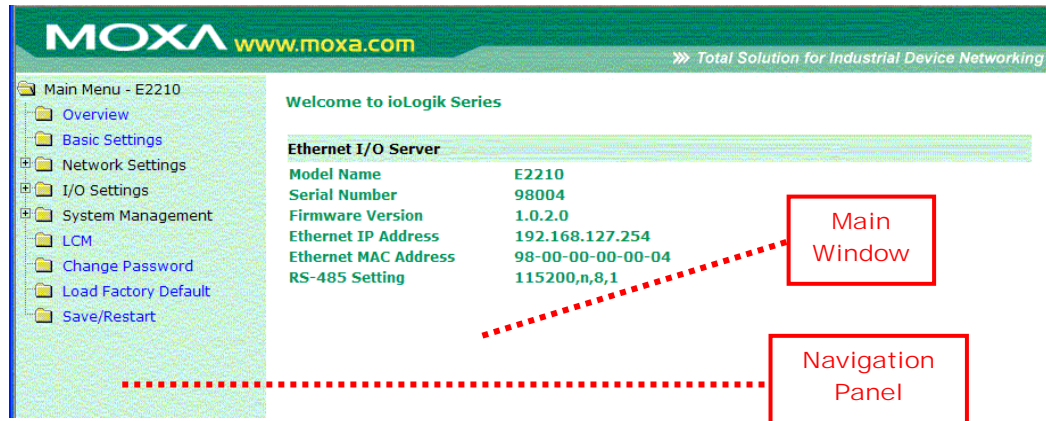 MOXA www.moxa.com
Total Solution for Industrial Device Networking
Main Menu - E2210
Overview
Basic Settings
Network Settings
I/O Settings
System Management
LCM
Change Password
Load Factory Default
Save/Restart
Welcome to ioLogik Series
Ethernet I/O Server
Model Name E2210
Serial Number 98004
Firmware Version 1.0.2.0
Ethernet IP Address 192.168.127.254
Ethernet MAC Address 98-00-00-00-00-04
RS-485 Setting 115200,n,8,1
Main
Window
Navigation
Panel